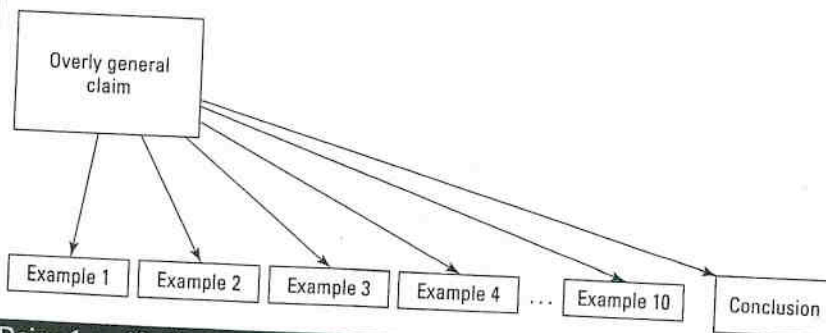 Overly general
claim
Example 1
Example 2
Example 3
Example 4
...
Example 10
Conclusion